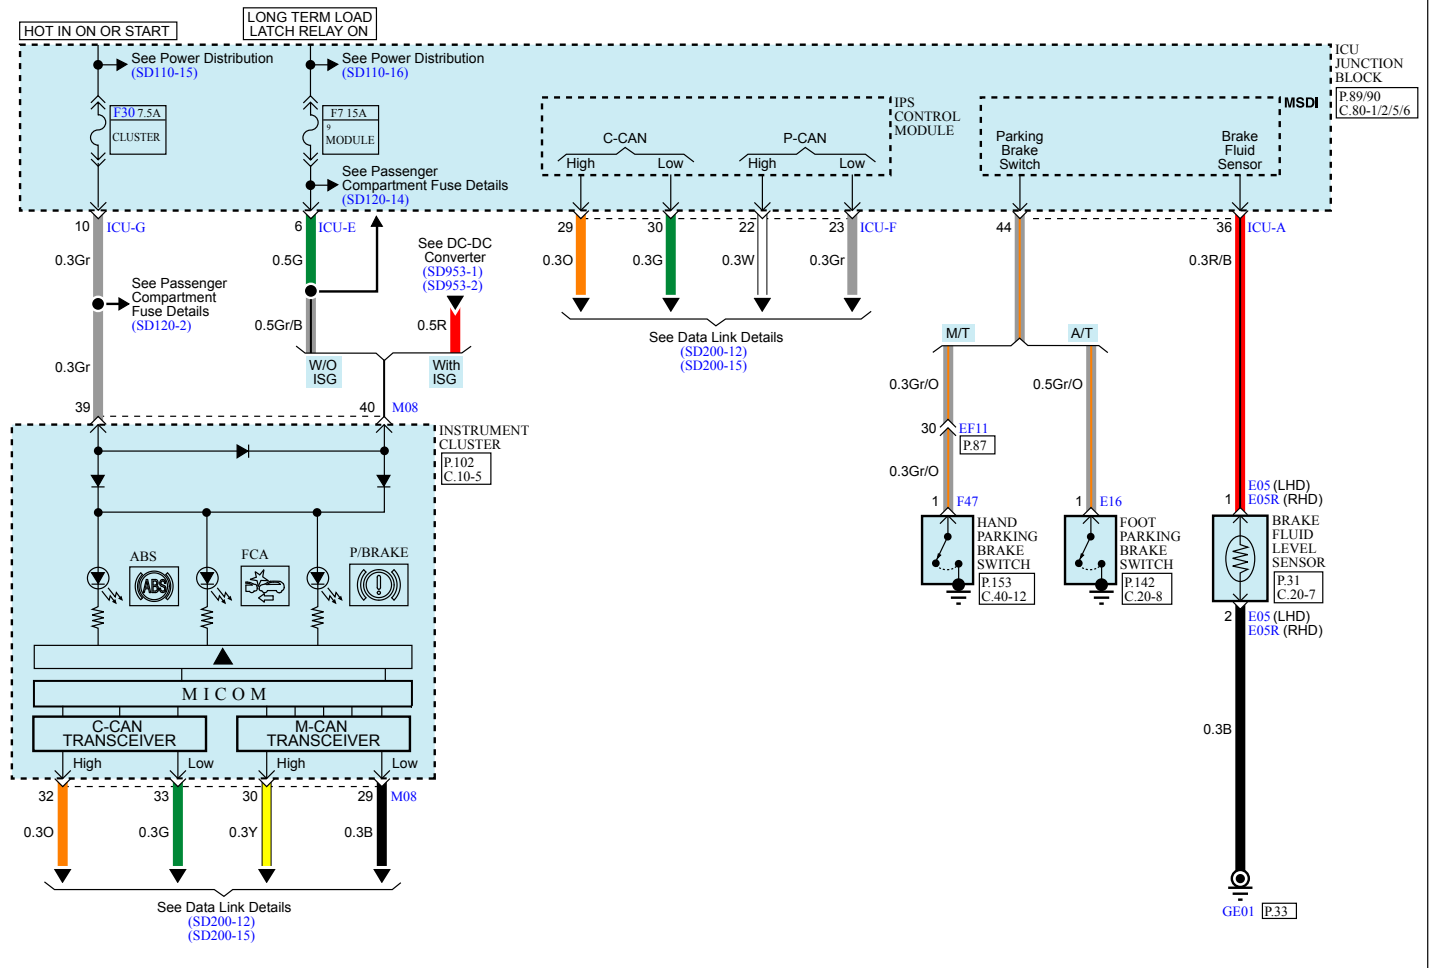 HOT IN ON OR START
LONG TERM LOAD
LATCH RELAY ON
See Power Distribution
(SD110-15)
See Power Distribution
(SD110-16)
F30 7.5A
CLUSTER
F7 15A
9
MODULE
See Passenger
Compartment Fuse Details
(SD120-14)
C-CAN
High
Low
P-CAN
High
Low
IPS
CONTROL
MODULE
Parking
Brake
Switch
Brake
Fluid
Sensor
MSDI
ICU
JUNCTION
BLOCK
P.89/90
C.80-1/2/5/6
10
ICU-G
6
ICU-E
29
30
22
23
ICU-F
44
36
ICU-A
0.3Gr
0.5G
0.3O
0.3G
0.3W
0.3Gr
0.3R/B
See DC-DC
Converter
(SD953-1)
(SD953-2)
See Passenger
Compartment
Fuse Details
(SD120-2)
0.5Gr/B
0.5R
See Data Link Details
(SD200-12)
(SD200-15)
M/T
A/T
0.3Gr
W/O
ISG
With
ISG
0.3Gr/O
0.5Gr/O
39
40
M08
30
EF11
P.87
0.3Gr/O
INSTRUMENT
CLUSTER
P.102
C.10-5
1
F47
1
E16
1
E05 (LHD)
E05R (RHD)
HAND
PARKING
BRAKE
SWITCH
P.153
C.40-12
FOOT
PARKING
BRAKE
SWITCH
P.142
C.20-8
BRAKE
FLUID
LEVEL
SENSOR
P.31
C.20-7
ABS
ABS
FCA
P/BRAKE
2
E05 (LHD)
E05R (RHD)
MICOM
C-CAN
TRANSCEIVER
M-CAN
TRANSCEIVER
High
Low
High
Low
0.3B
32
33
30
29
M08
0.3O
0.3G
0.3Y
0.3B
See Data Link Details
(SD200-12)
(SD200-15)
GE01
P.33